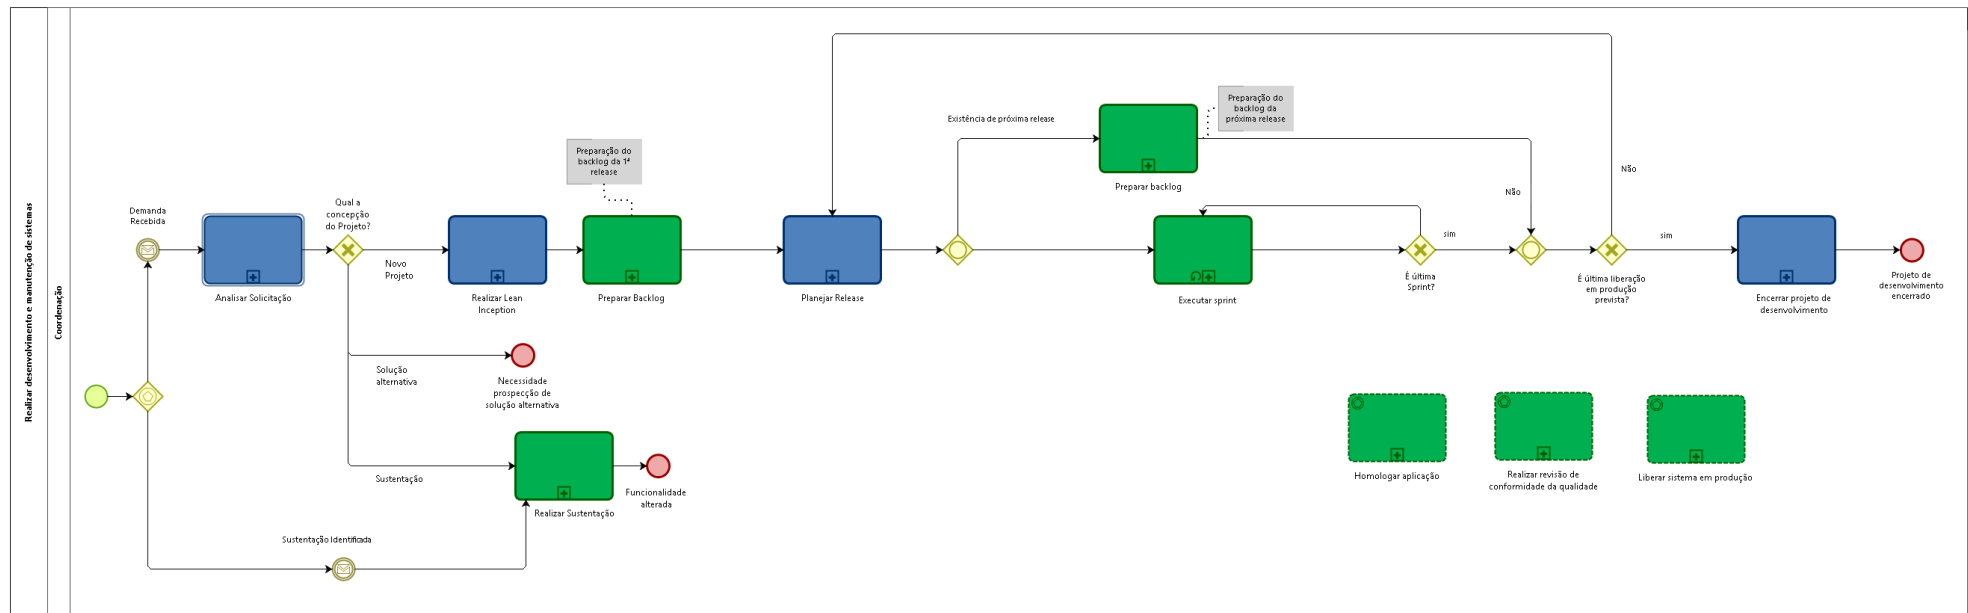 Realizar desenvolvimento e manutenção de sistemas
Coordenação
Demanda
Recebida
Analisar Solicitação
Qual a
concepção
do Projeto?
Novo
Projeto
Realizar Lean
Inception
Preparação do
backlog da 1ª
release
Preparar Backlog
Planejar Release
Existência de próxima release
Preparar backlog
Preparação do
backlog da
próxima release
Executar sprint
É última
Sprint?
sim
Não
É última liberação
em produção
prevista?
Não
sim
Encerrar projeto de
desenvolvimento
Projeto de
desenvolvimento
encerrado
Solução
alternativa
Necessidade
prospecção de
solução alternativa
Sustentação
Realizar Sustentação
Funcionalidade
alterada
Sustentação Identificada
Homologar aplicação
Realizar revisão de
conformidade da qualidade
Liberar sistema em produção